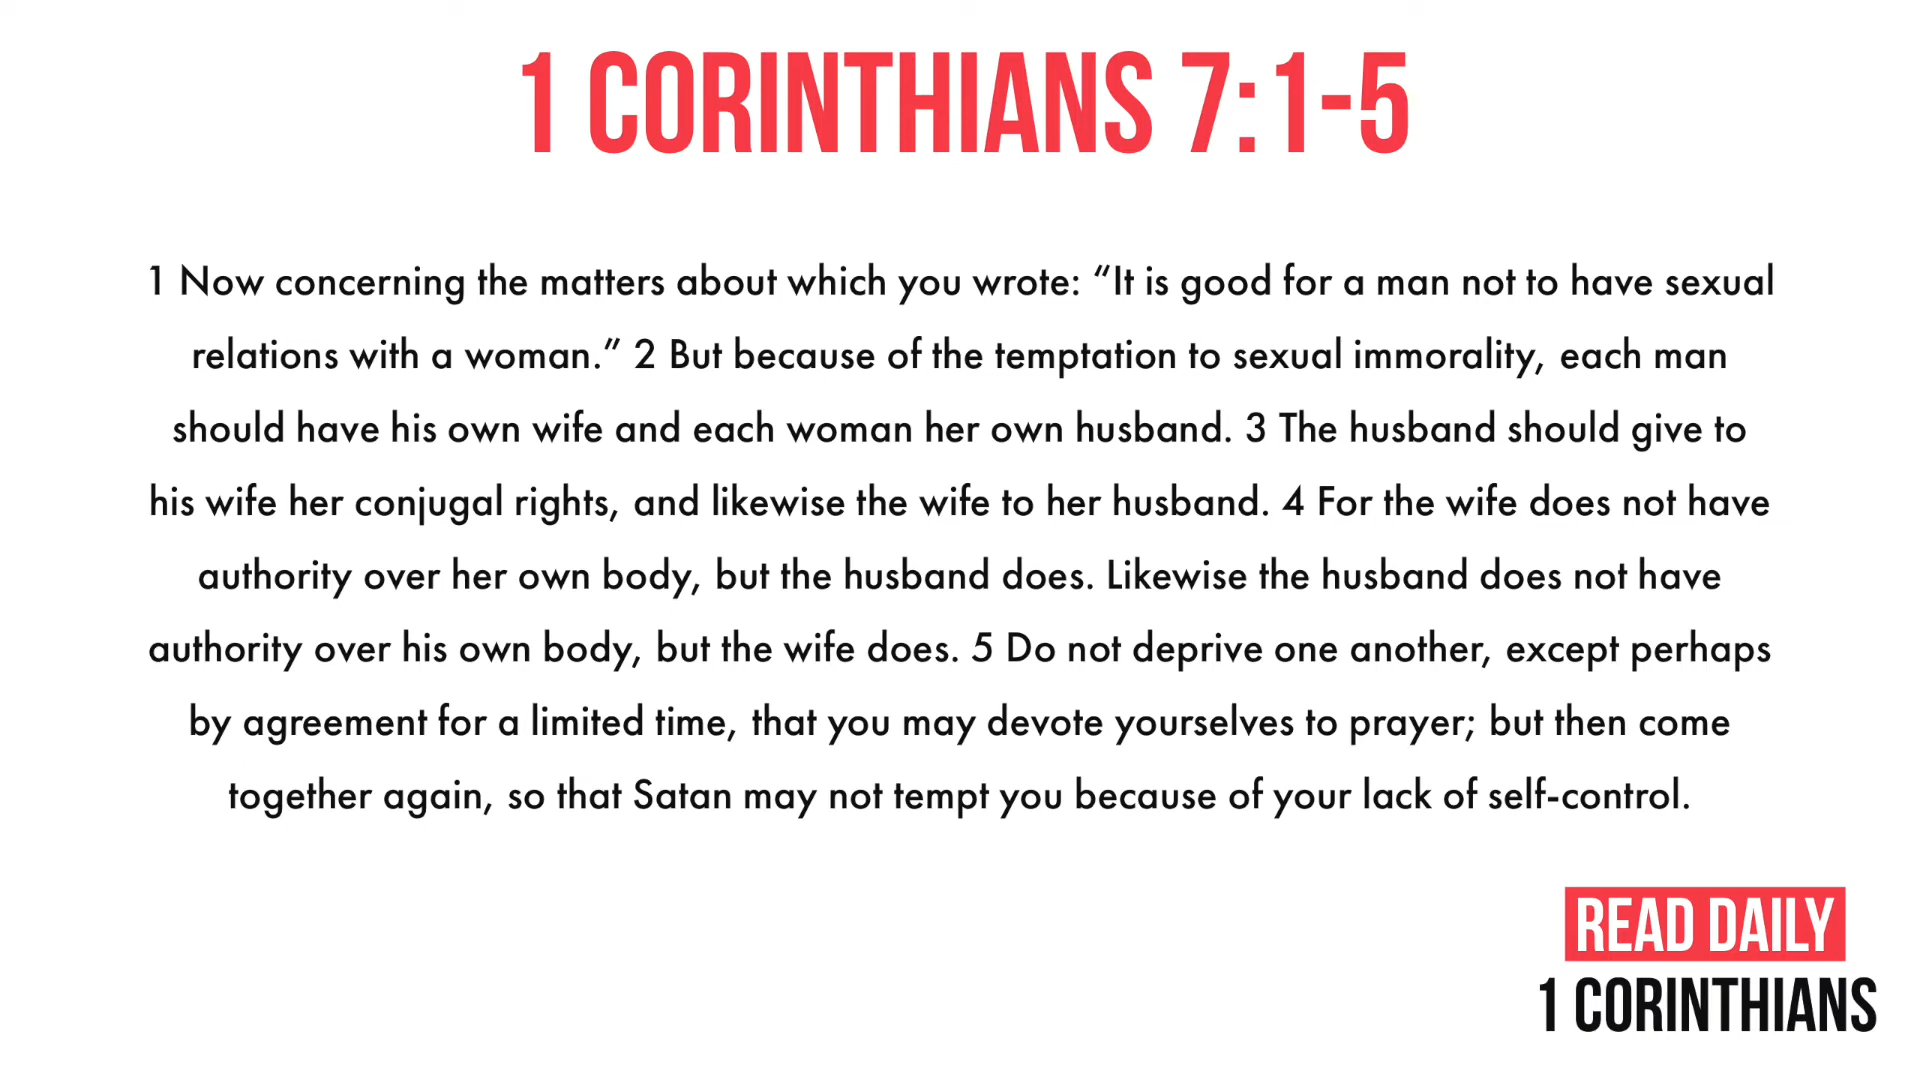 1 CORINTHIANS 7:1-5
1 Now concerning the matters about which you wrote: “It is good for a man not to have sexual
relations with a woman.” 2 But because of the temptation to sexual immorality, each man
should have his own wife and each woman her own husband. 3 The husband should give to
his wife her conjugal rights, and likewise the wife to her husband. 4 For the wife does not have
authority over her own body, but the husband does. Likewise the husband does not have
authority over his own body, but the wife does. 5 Do not deprive one another, except perhaps
by agreement for a limited time, that you may devote yourselves to prayer; but then come
together again, so that Satan may not tempt you because of your lack of self-control.
READ DAILY
1 CORINTHIANS